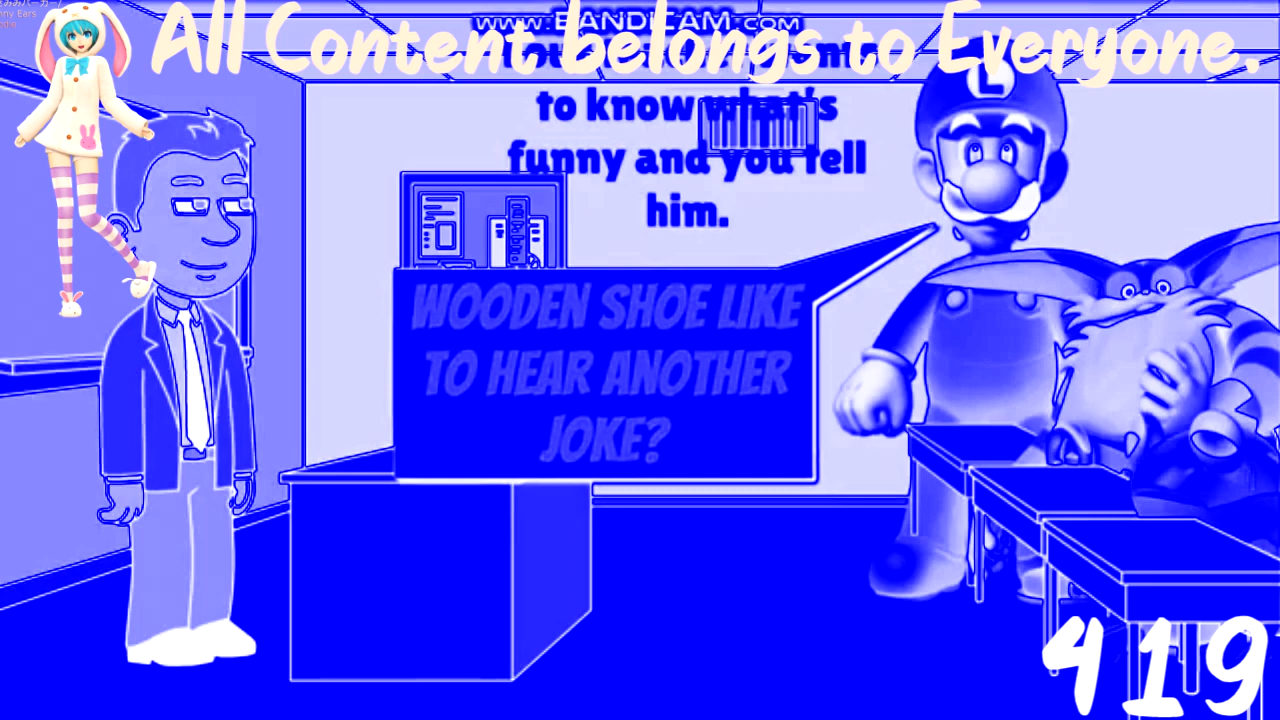 www.BANDICAM.com
All Content belongs to Everyone.
to know what's
funny and you tell
him.
L
WOODEN SHOE LIKE
TO HEAR ANOTHER
JOKE?
419